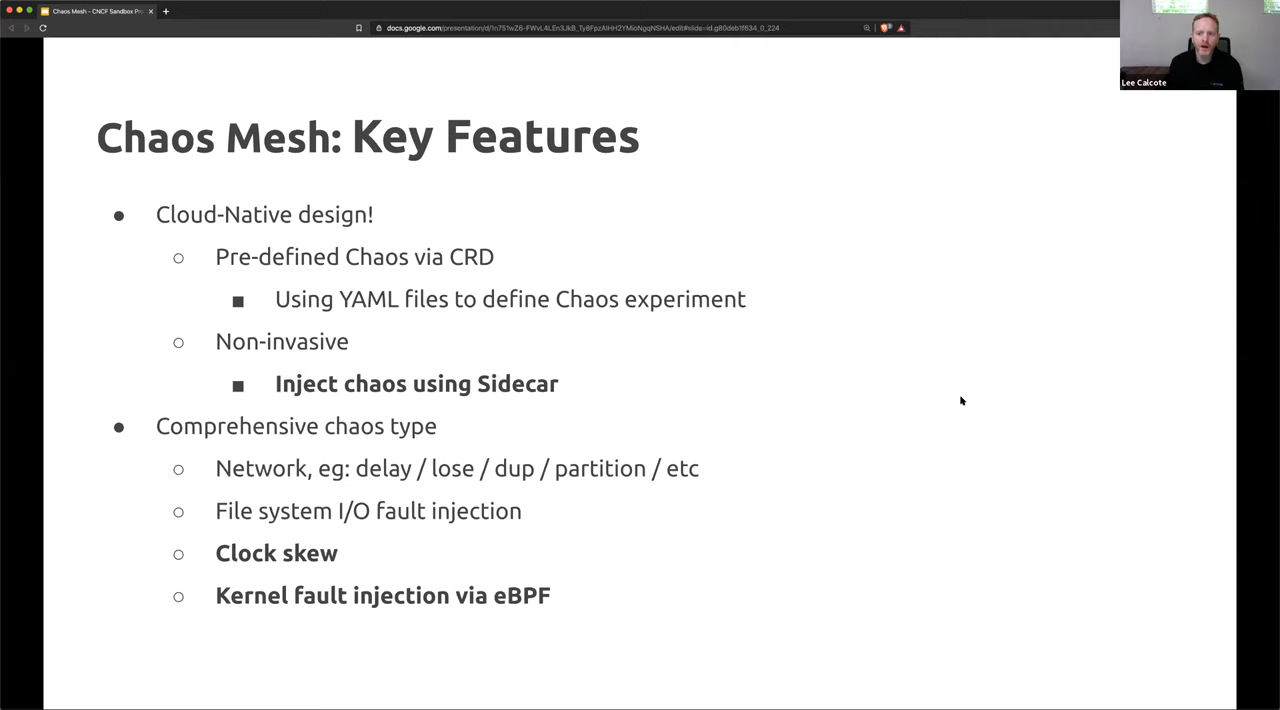 Chaos Mesh - CNCF Sandbox Pro
docs.google.com/presentation/d/1n751wZ6-FWvL4LEn3JkB_Ty8FpzAIHH2YMioNgqNSHA/edit#slide=id.g80deb1f634_0_224
Lee Calcote
Chaos Mesh: Key Features
● Cloud-Native design!
○ Pre-defined Chaos via CRD
■ Using YAML files to define Chaos experiment
○ Non-invasive
■ Inject chaos using Sidecar
● Comprehensive chaos type
○ Network, eg: delay / lose / dup / partition / etc
○ File system I/O fault injection
○ Clock skew
○ Kernel fault injection via eBPF